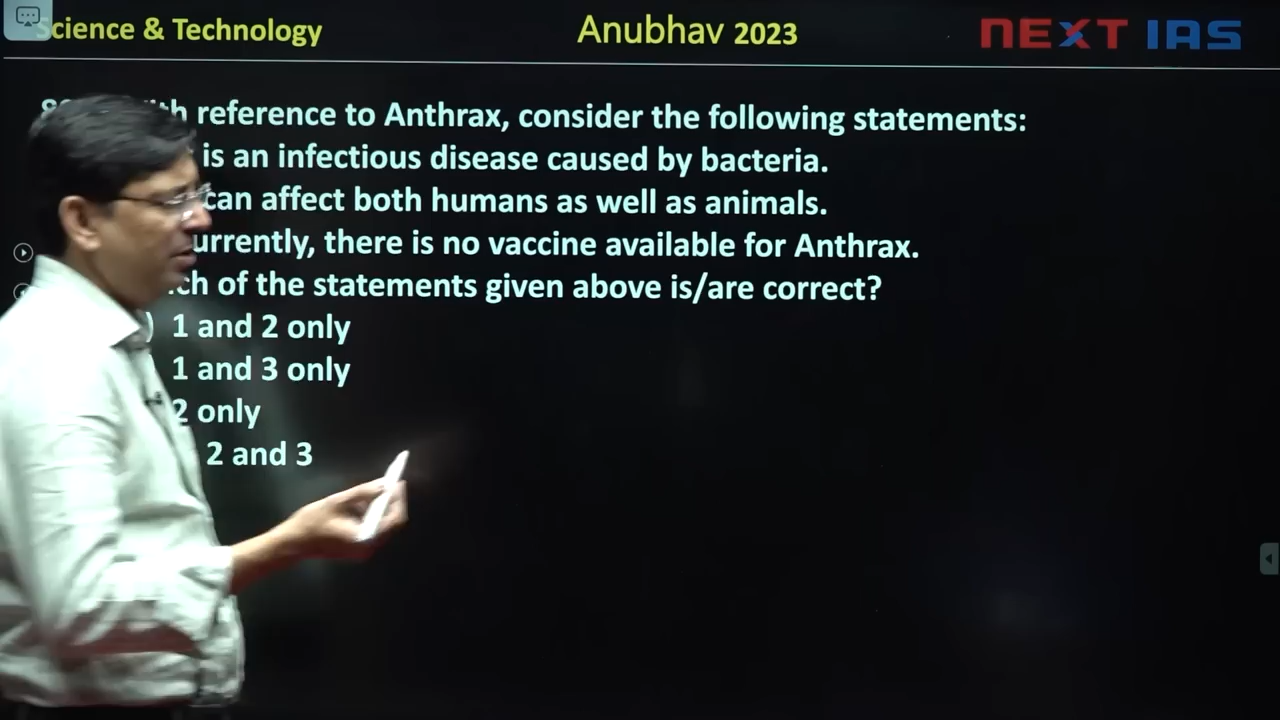 Science & Technology
Anubhav 2023
NEXT IAS
With reference to Anthrax, consider the following statements:
is an infectious disease caused by bacteria.
can affect both humans as well as animals.
urrently, there is no vaccine available for Anthrax.
ch of the statements given above is/are correct?
) 1 and 2 only
1 and 3 only
2 only
2 and 3